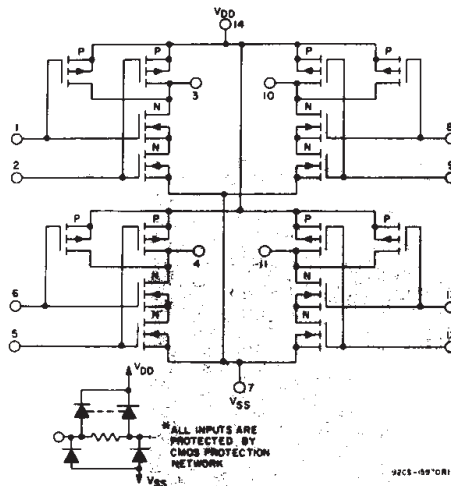 VDD
14
P P P P
3 10
N N
1 8
N N
2
P P P P
4 11
N N
6
N N
5
7
VSS
VDD
*ALL INPUTS ARE
PROTECTED BY
CMOS PROTECTION
NETWORK
VSS